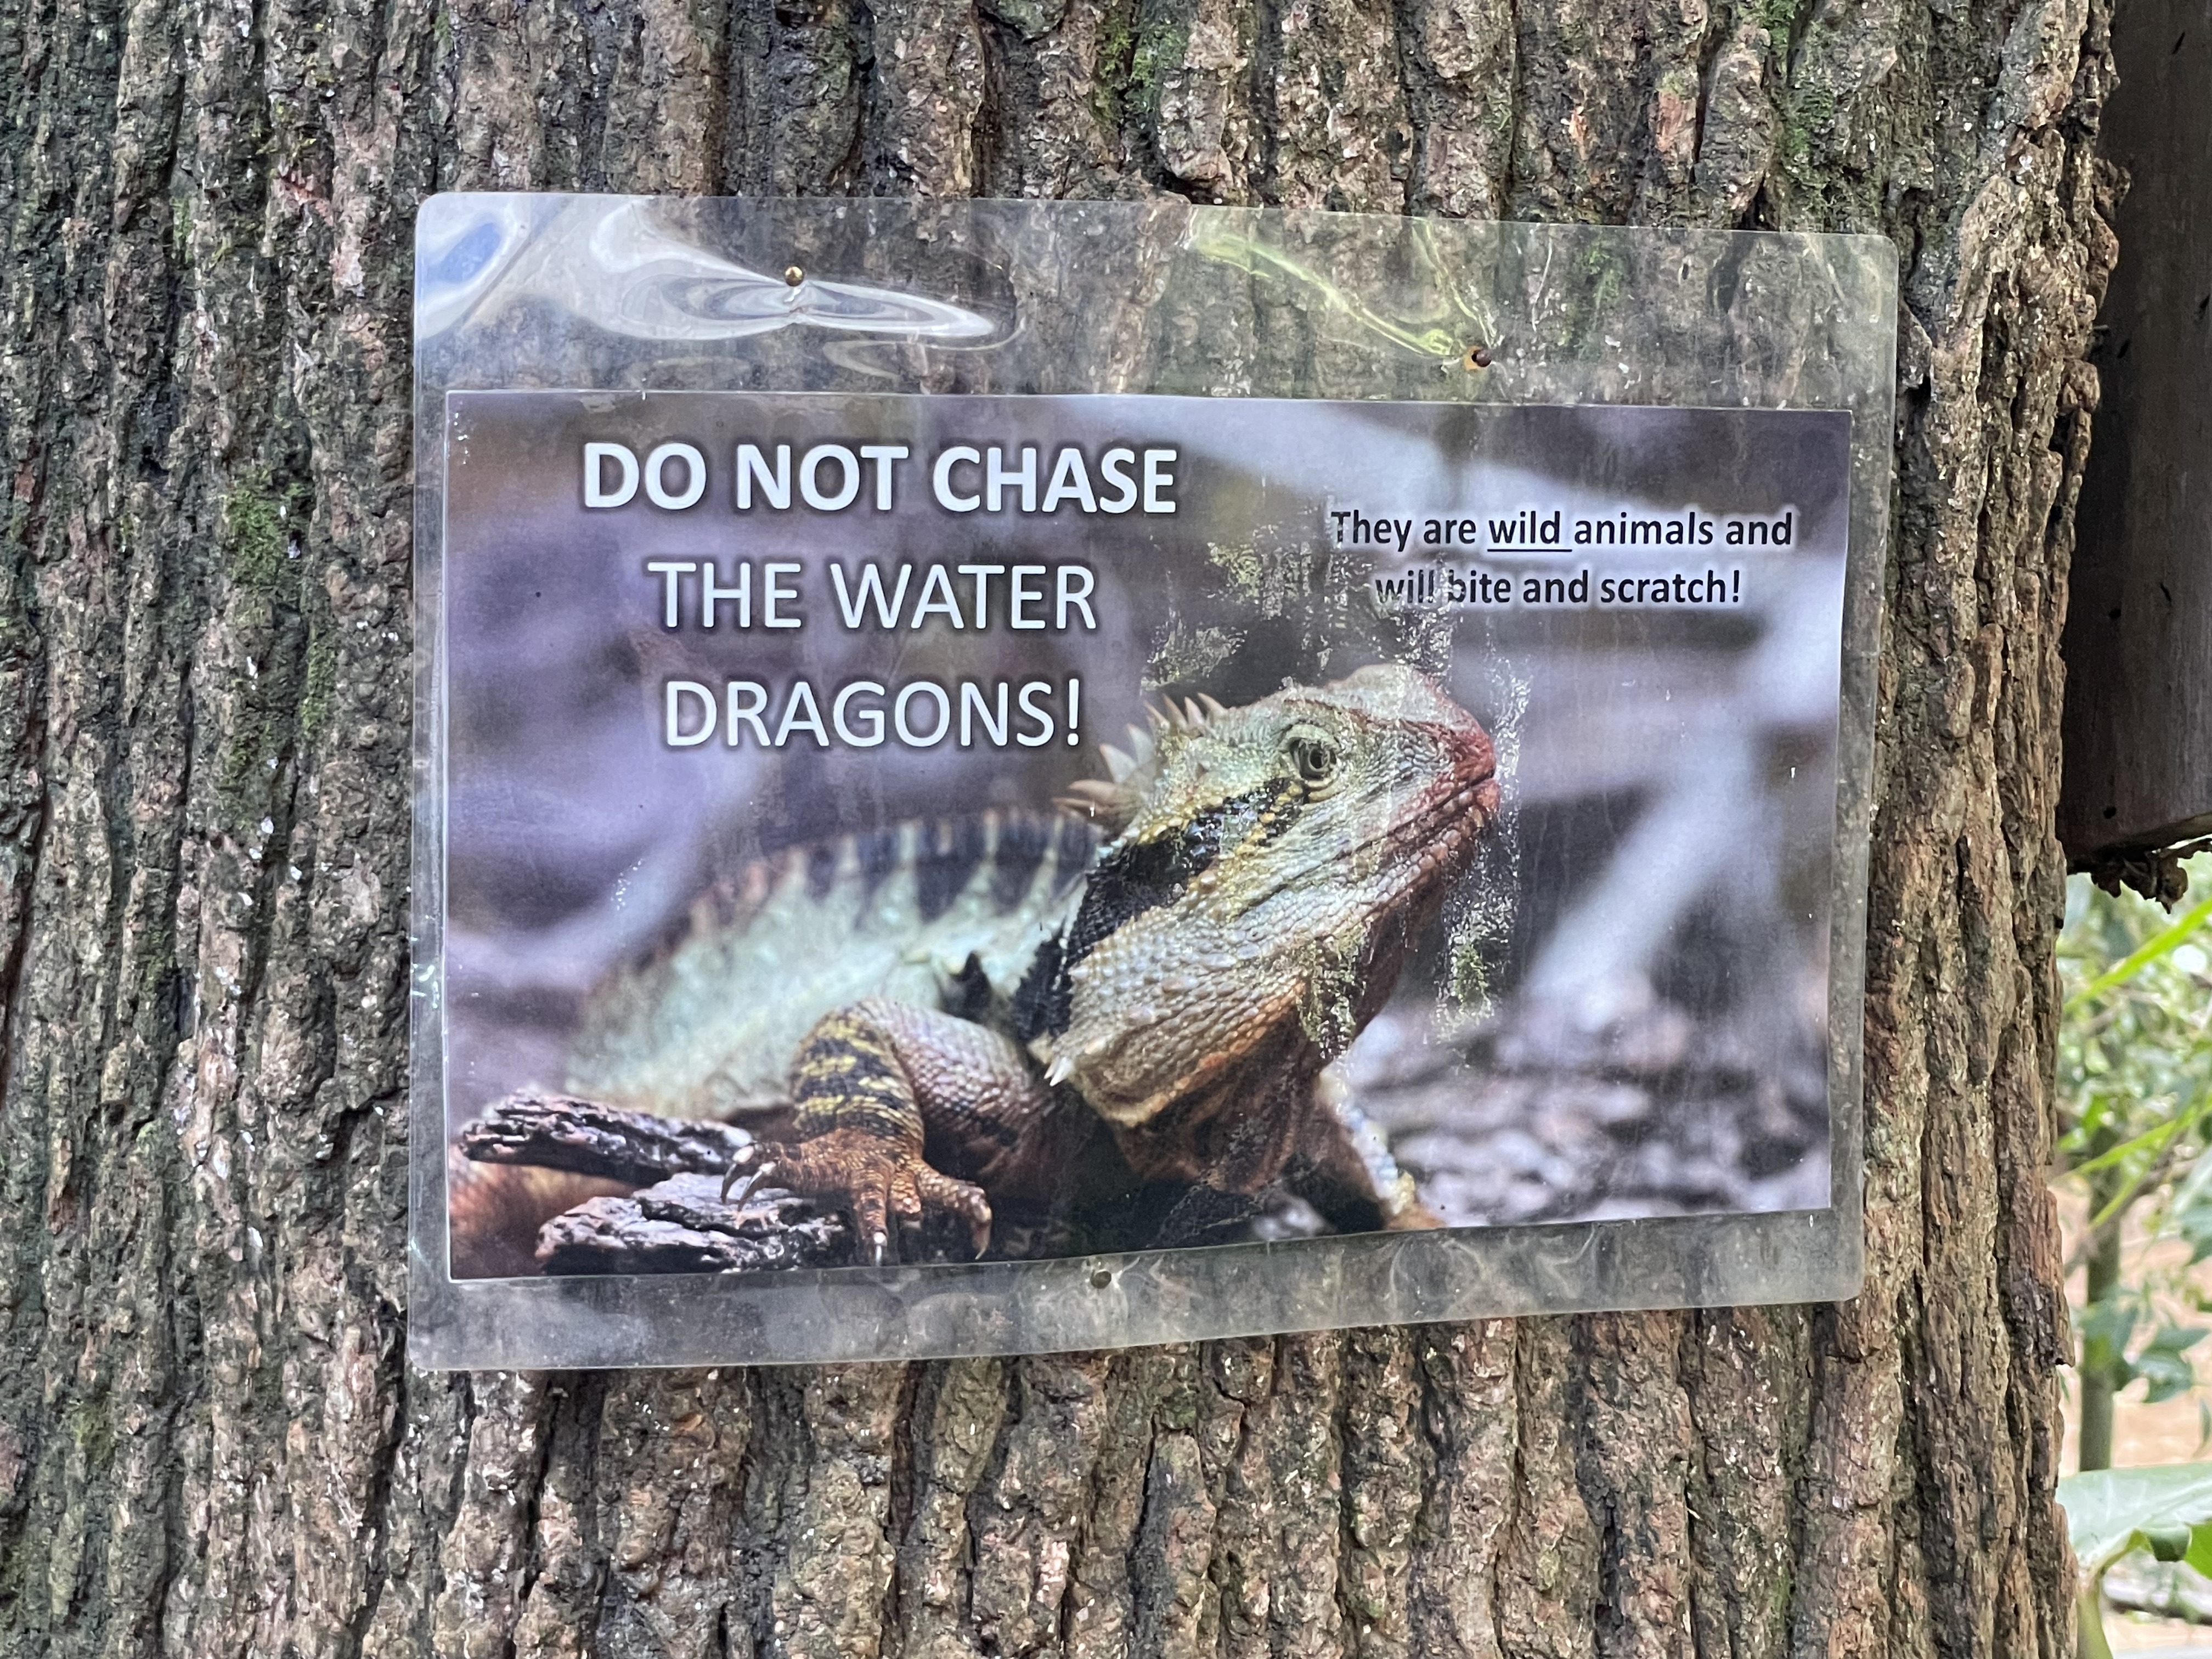 DO NOT CHASE
THE WATER
DRAGONS!
They are wild animals and
will bite and scratch!